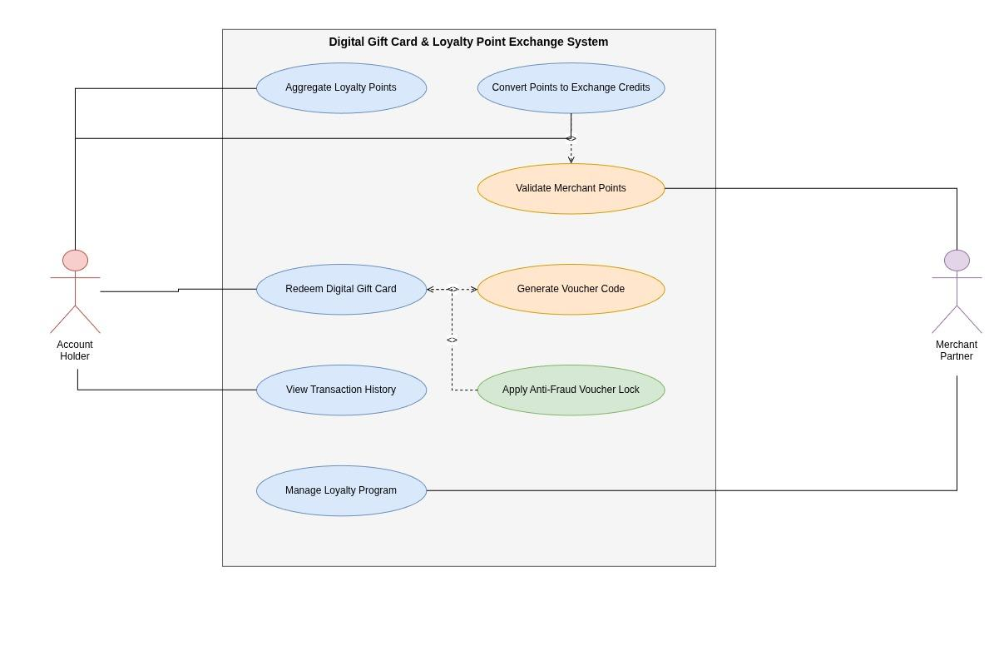 Digital Gift Card & Loyalty Point Exchange System
Aggregate Loyalty Points
Convert Points to Exchange Credits
<>
Validate Merchant Points
Redeem Digital Gift Card
<>
Generate Voucher Code
Account
Holder
<>
Merchant
Partner
View Transaction History
Apply Anti-Fraud Voucher Lock
Manage Loyalty Program